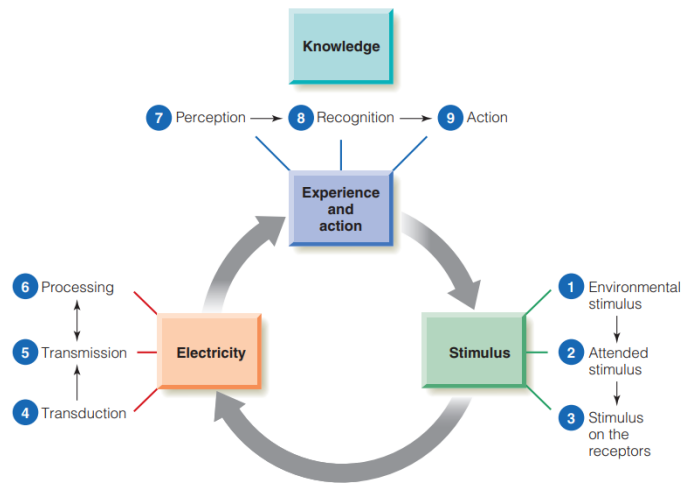 Knowledge
7 Perception
8 Recognition
9 Action
Experience
and
action
6 Processing
5 Transmission
4 Transduction
Electricity
Stimulus
1 Environmental
stimulus
2 Attended
stimulus
3 Stimulus
on the
receptors